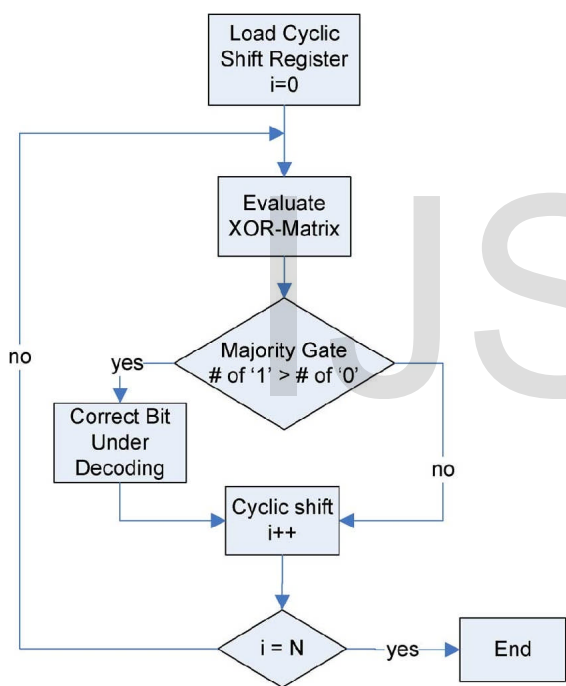 Load Cyclic
Shift Register
i=0
Evaluate
XOR-Matrix
IJS
Majority Gate
# of ‘1’ > # of ‘0’
no
yes
Correct Bit
Under
Decoding
no
Cyclic shift
i++
i = N
yes
End